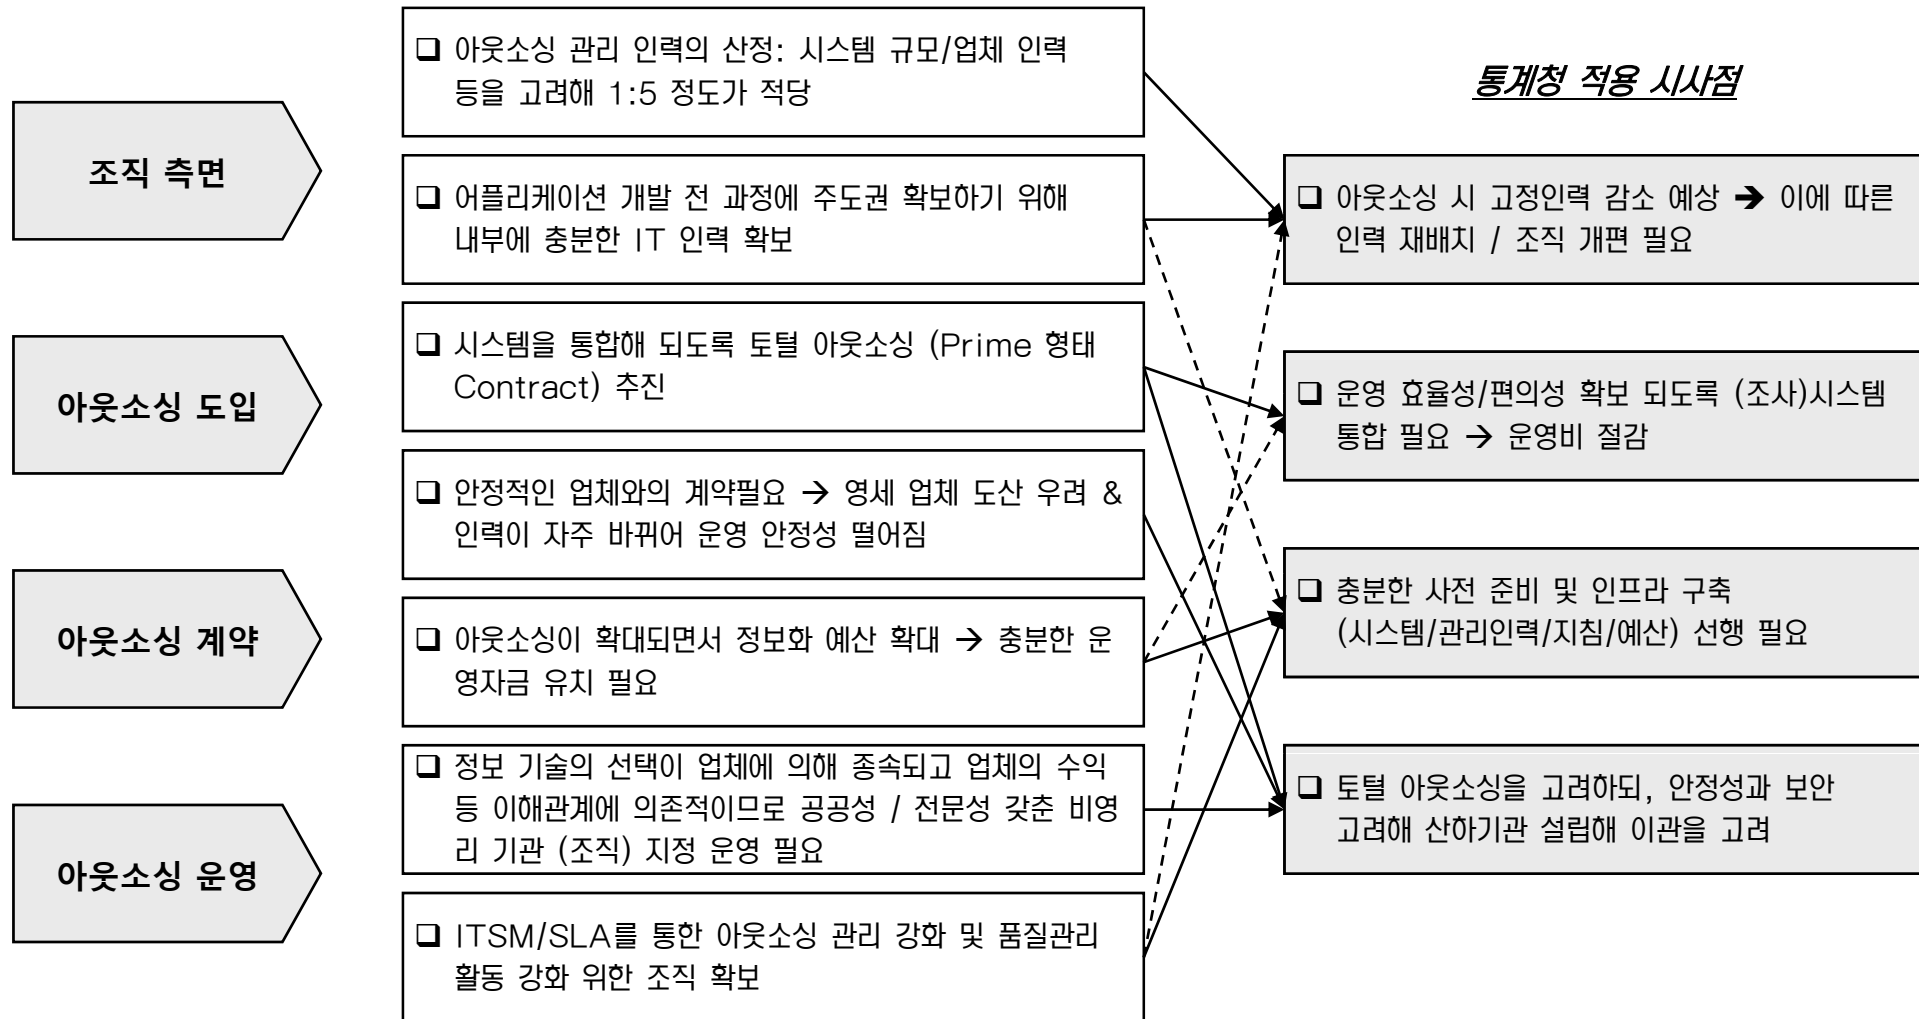 조직 측면
아웃소싱 도입
아웃소싱 계약
아웃소싱 운영
❑ 아웃소싱 관리 인력의 산정: 시스템 규모/업체 인력
등을 고려해 1:5 정도가 적당
❑ 어플리케이션 개발 전 과정에 주도권 확보하기 위해
내부에 충분한 IT 인력 확보
❑ 시스템을 통합해 되도록 토털 아웃소싱 (Prime 형태
Contract) 추진
❑ 안정적인 업체와의 계약필요 → 영세 업체 도산 우려 &
인력이 자주 바뀌어 운영 안정성 떨어짐
❑ 아웃소싱이 확대되면서 정보화 예산 확대 → 충분한 운
영자금 유치 필요
❑ 정보 기술의 선택이 업체에 의해 종속되고 업체의 수익
등 이해관계에 의존적이므로 공공성 / 전문성 갖춘 비영
리 기관 (조직) 지정 운영 필요
❑ ITSM/SLA를 통한 아웃소싱 관리 강화 및 품질관리
활동 강화 위한 조직 확보
통계청 적용 시사점
❑ 아웃소싱 시 고정인력 감소 예상 ➔ 이에 따른
인력 재배치 / 조직 개편 필요
❑ 운영 효율성/편의성 확보 되도록 (조사)시스템
통합 필요 → 운영비 절감
❑ 충분한 사전 준비 및 인프라 구축
(시스템/관리인력/지침/예산) 선행 필요
❑ 토털 아웃소싱을 고려하되, 안정성과 보안
고려해 산하기관 설립해 이관을 고려